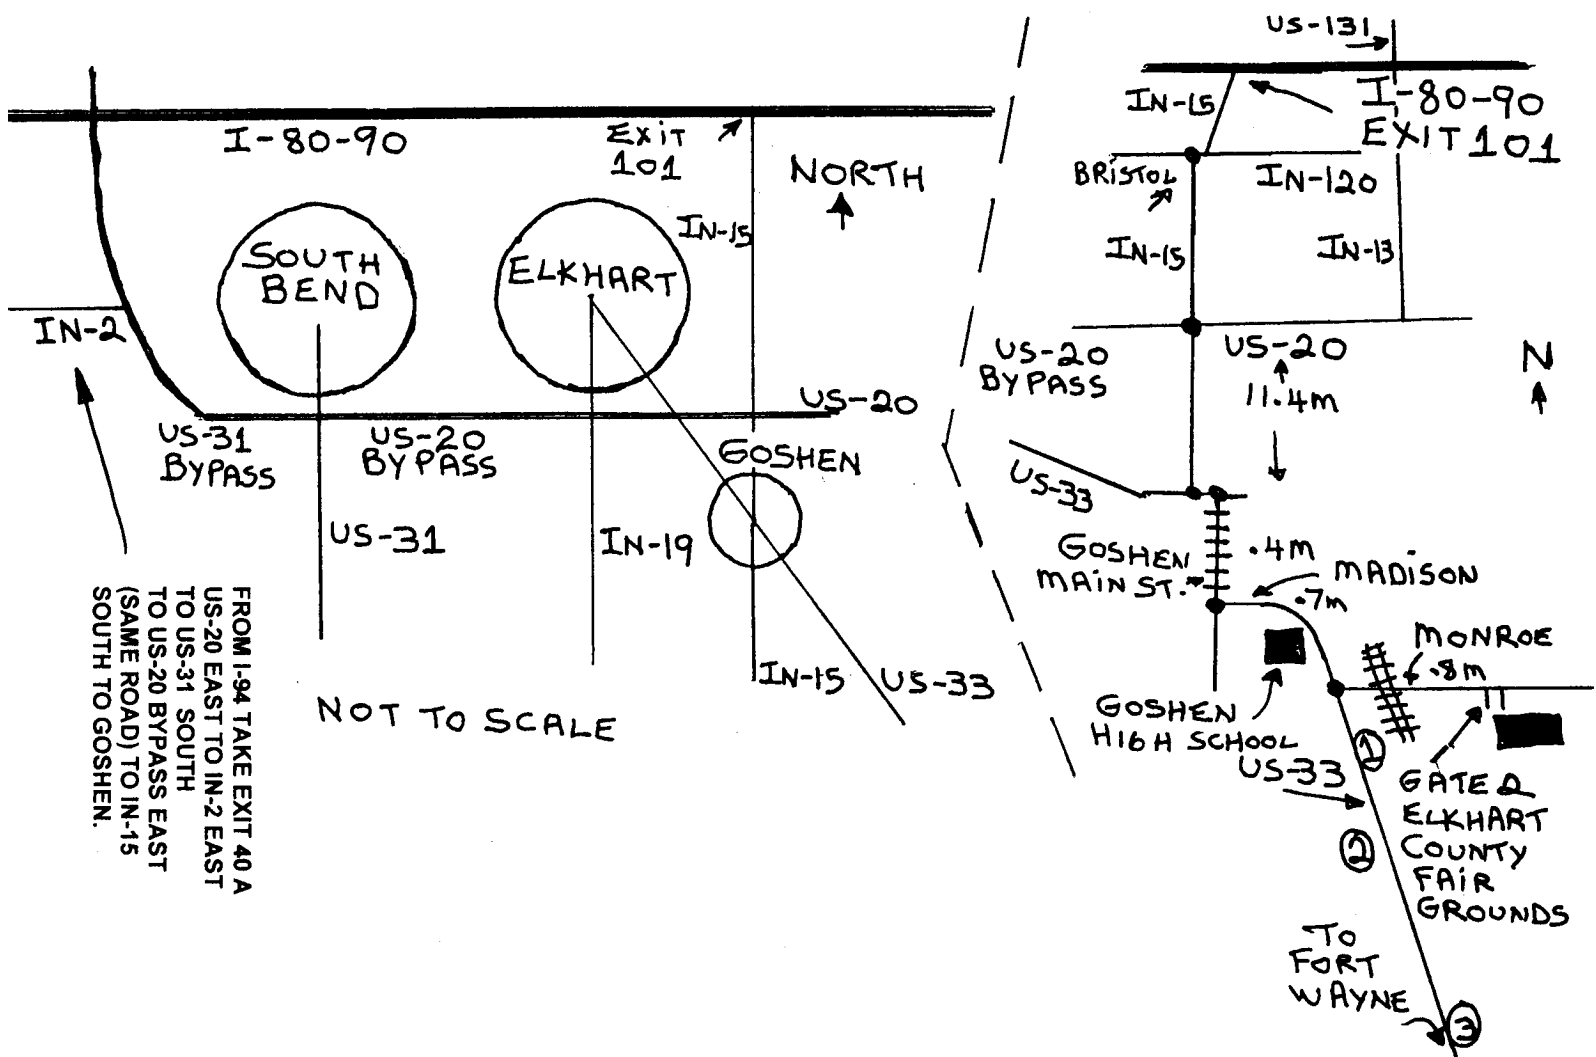 I-80-90
EXIT
101
NORTH
IN-15
SOUTH
BEND
ELKHART
IN-2
US-20
US-31
BYPASS
US-20
BYPASS
GOSHEN
US-31
IN-19
IN-15
US-33
NOT TO SCALE
FROM I-94 TAKE EXIT 40 A
US-20 EAST TO IN-2 EAST
TO US-31 SOUTH
TO US-20 BYPASS EAST
(SAME ROAD) TO IN-15
SOUTH TO GOSHEN.
US-131
IN-15
I-80-90
EXIT 101
BRISTOL
IN-120
IN-15
IN-13
US-20
BYPASS
US-20
11.4m
N
US-33
GOSHEN
MAIN ST.
.4m
MADISON
.7m
MONROE
.8m
GOSHEN
HIGH SCHOOL
US-33
1
GATE 2
ELKHART
COUNTY
FAIR
GROUNDS
2
TO
FORT
WAYNE
3